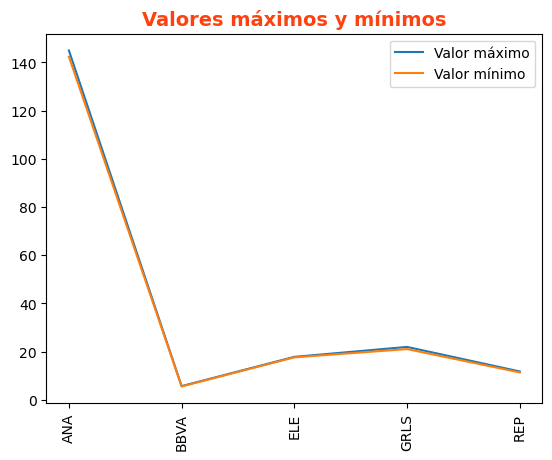 Valores máximos y mínimos
Valor máximo
Valor mínimo
140
120
100
80
60
40
20
0
ANA
BBVA
ELE
GRLS
REP